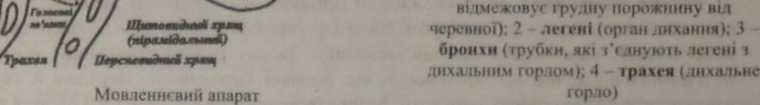 Голосові
зв'язки
Щитовидний хрящ
(пірамідальний)
Трахея
Персневидний хрящ
Мовленнєвий апарат
відмежовує грудну порожнину від
черевної); 2 – легені (орган дихання); 3 –
бронхи (трубки, які з'єднують легені з
дихальним горлом); 4 – трахея (дихальне
горло)